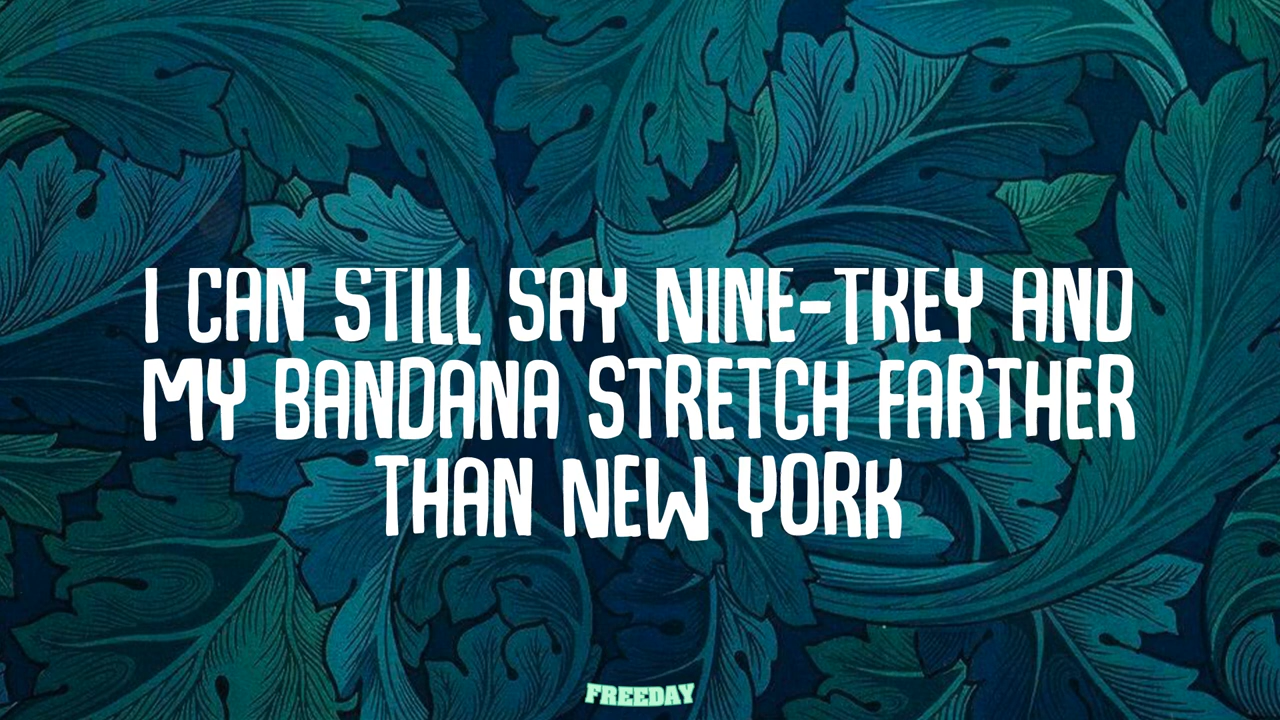 I CAN STILL SAY NINE-TREY AND
MY BANDANA STRETCH FARTHER
THAN NEW YORK
FREEDAY